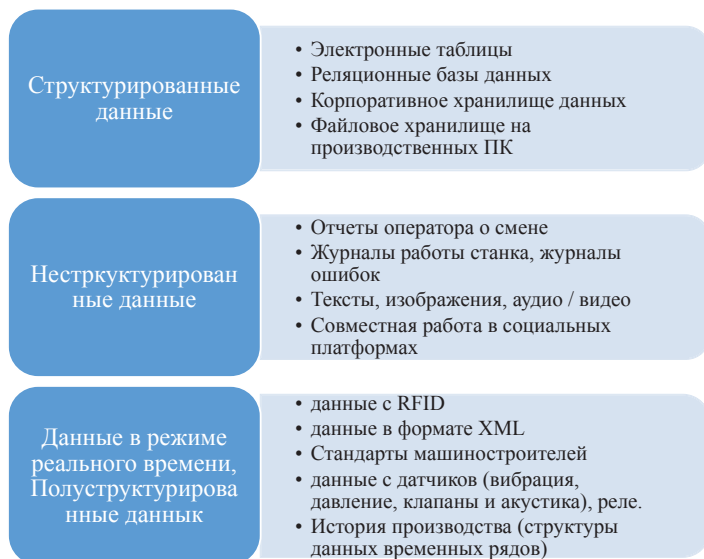 Структурированные
данные
• Электронные таблицы
• Реляционные базы данных
• Корпоративное хранилище данных
• Файловое хранилище на
производственных ПК
Нестркуктурирован
ные данные
• Отчеты оператора о смене
• Журналы работы станка, журналы
ошибок
• Тексты, изображения, аудио / видео
• Совместная работа в социальных
платформах
Данные в режиме
реального времени,
Полуструктурирова
нные данныk
• данные с RFID
• данные в формате XML
• Стандарты машиностроителей
• данные с датчиков (вибрация,
давление, клапаны и акустика), реле.
• История производства (структуры
данных временных рядов)